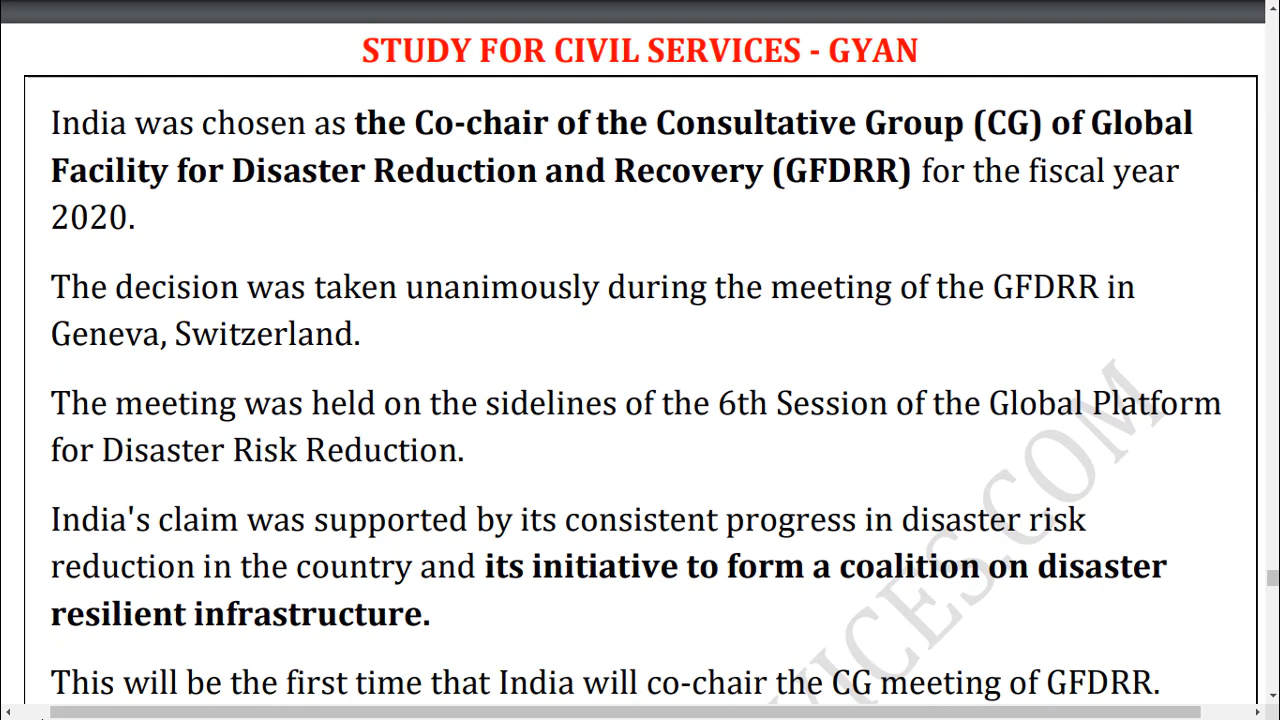 STUDY FOR CIVIL SERVICES - GYAN
India was chosen as the Co-chair of the Consultative Group (CG) of Global
Facility for Disaster Reduction and Recovery (GFDRR) for the fiscal year
2020.
The decision was taken unanimously during the meeting of the GFDRR in
Geneva, Switzerland.
The meeting was held on the sidelines of the 6th Session of the Global Platform
for Disaster Risk Reduction.
India's claim was supported by its consistent progress in disaster risk
reduction in the country and its initiative to form a coalition on disaster
resilient infrastructure.
This will be the first time that India will co-chair the CG meeting of GFDRR.
VICES.COM